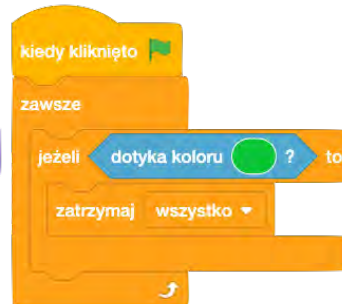 kiedy kliknięto
zawsze
jeżeli dotyka koloru ? to
zatrzymaj wszystko